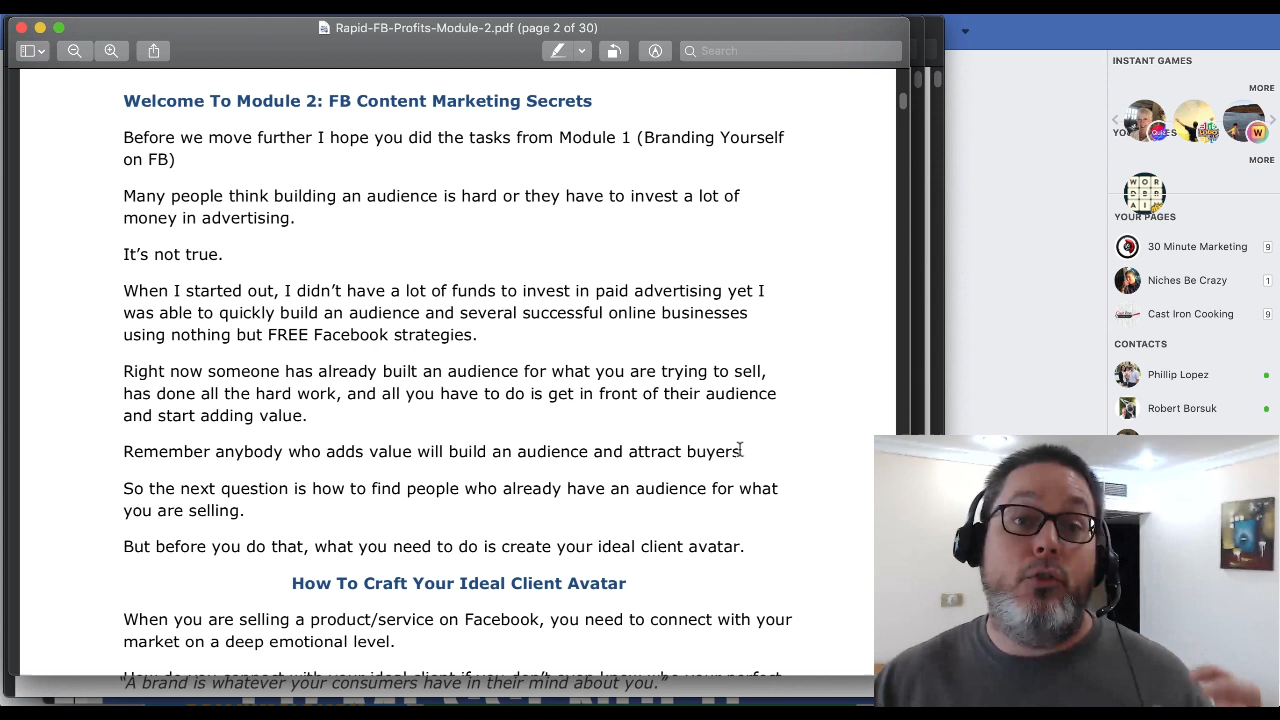 Rapid-FB-Profits-Module-2.pdf (page 2 of 30)
Search
Welcome To Module 2: FB Content Marketing Secrets
Before we move further I hope you did the tasks from Module 1 (Branding Yourself
on FB)
Many people think building an audience is hard or they have to invest a lot of
money in advertising.
It’s not true.
When I started out, I didn’t have a lot of funds to invest in paid advertising yet I
was able to quickly build an audience and several successful online businesses
using nothing but FREE Facebook strategies.
Right now someone has already built an audience for what you are trying to sell,
has done all the hard work, and all you have to do is get in front of their audience
and start adding value.
Remember anybody who adds value will build an audience and attract buyers.
So the next question is how to find people who already have an audience for what
you are selling.
But before you do that, what you need to do is create your ideal client avatar.
How To Craft Your Ideal Client Avatar
When you are selling a product/service on Facebook, you need to connect with your
market on a deep emotional level.
“A brand is whatever your consumers have in their mind about you.”
INSTANT GAMES
MORE
MORE
YOUR PAGES
30 Minute Marketing 9
Niches Be Crazy 1
Cast Iron Cooking 9
CONTACTS
Phillip Lopez
Robert Borsuk